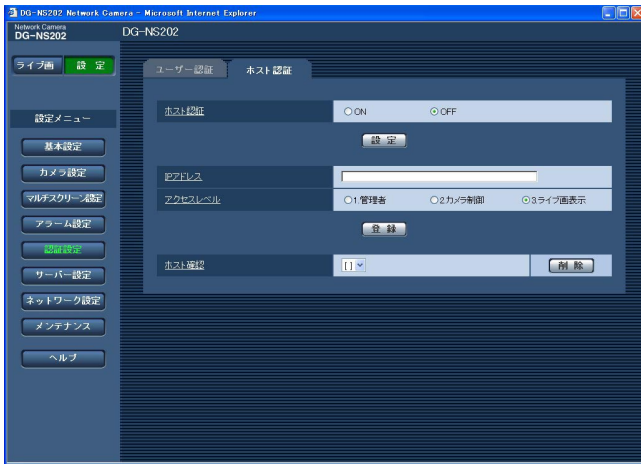 DG-NS202 Network Camera - Microsoft Internet Explorer
Network Camera
DG-NS202
DG-NS202
ライブ画 設定
ユーザー認証 ホスト認証
設定メニュー
基本設定
カメラ設定
マルチスクリーン設定
アラーム設定
認証設定
サーバー設定
ネットワーク設定
メンテナンス
ヘルプ
ホスト認証 ON OFF
設定
IPアドレス
アクセスレベル 1.管理者 2.カメラ制御 3.ライブ画表示
登録
ホスト確認 [ ] 削除